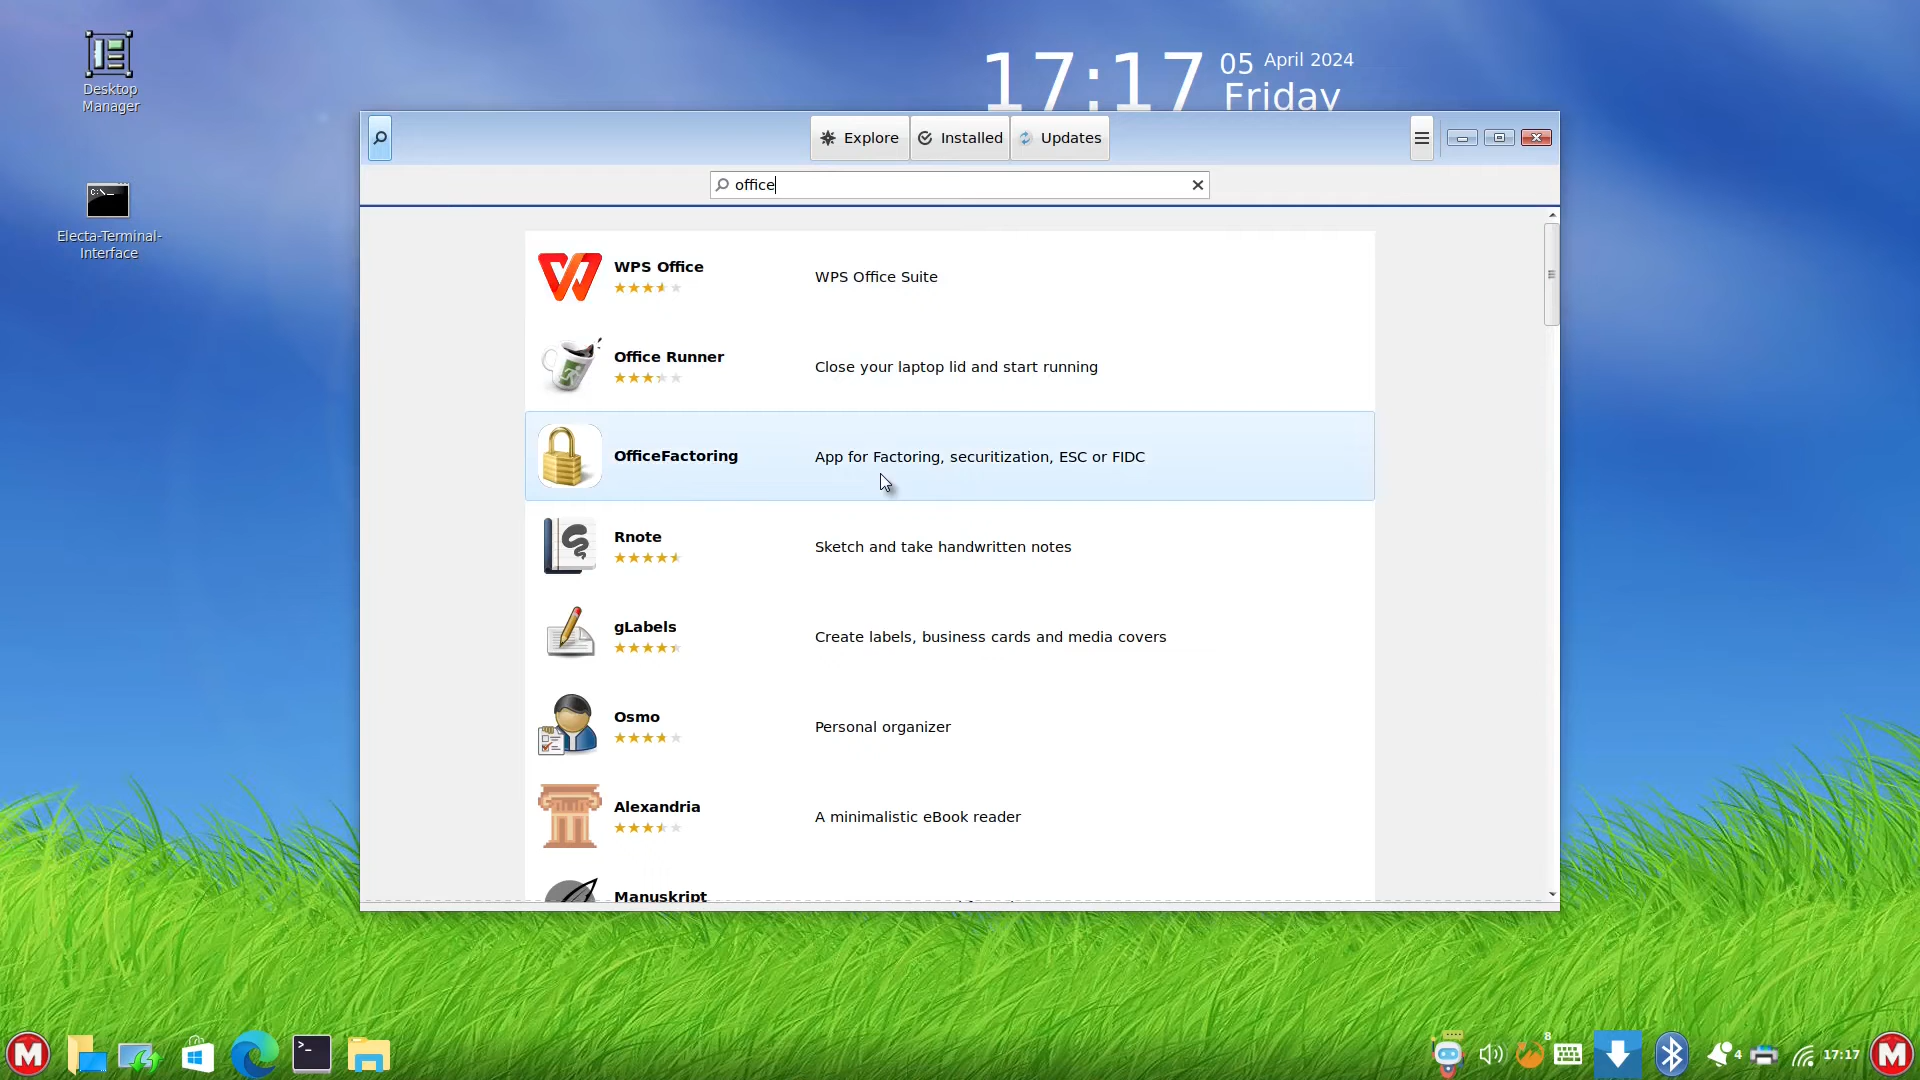 Desktop
Manager
C:\>_
Electa-Terminal-
Interface
17:17
05 April 2024
Friday
Explore
Installed
Updates
office
WPS Office
WPS Office Suite
Office Runner
Close your laptop lid and start running
OfficeFactoring
App for Factoring, securitization, ESC or FIDC
Rnote
Sketch and take handwritten notes
gLabels
Create labels, business cards and media covers
Osmo
Personal organizer
Alexandria
A minimalistic eBook reader
Manuskript
M
>_
8
4
17:17
M